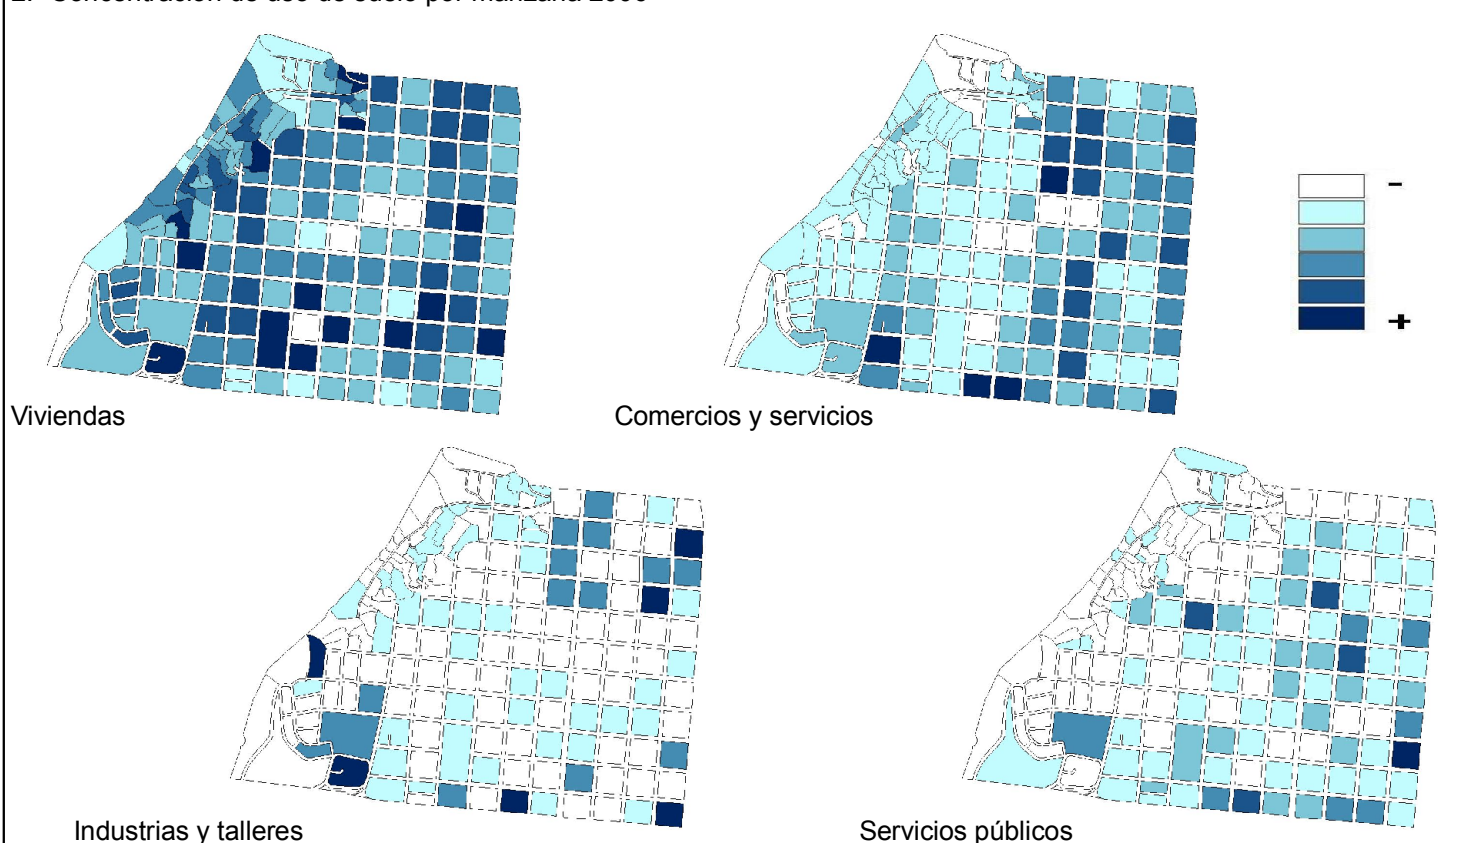 Viviendas
Comercios y servicios
Industrias y talleres
Servicios públicos
-
+